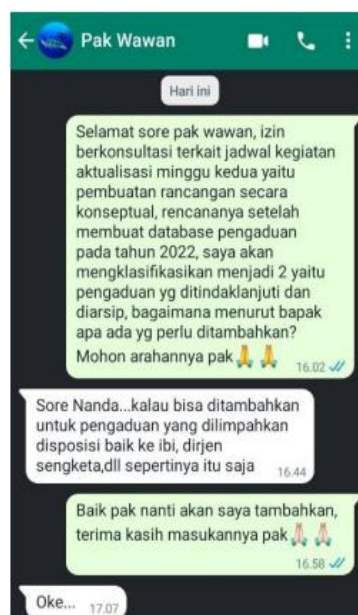 Pak Wawan
Hari ini
Selamat sore pak wawan, izin
berkonsultasi terkait jadwal kegiatan
aktualisasi minggu kedua yaitu
pembuatan rancangan secara
konseptual, rencananya setelah
membuat database pengaduan
pada tahun 2022, saya akan
mengklasifikasikan menjadi 2 yaitu
pengaduan yg ditindaklanjuti dan
diarsip, bagaimana menurut bapak
apa ada yg perlu ditambahkan?
Mohon arahannya pak🙏 🙏
16.02
Sore Nanda...kalau bisa ditambahkan
untuk pengaduan yang dilimpahkan
disposisi baik ke ibi, dirjen
sengketa,dll sepertinya itu saja
16.44
Baik pak nanti akan saya tambahkan,
terima kasih masukannya pak🙏🏻 🙏🏻
16.58
Oke... 17.07